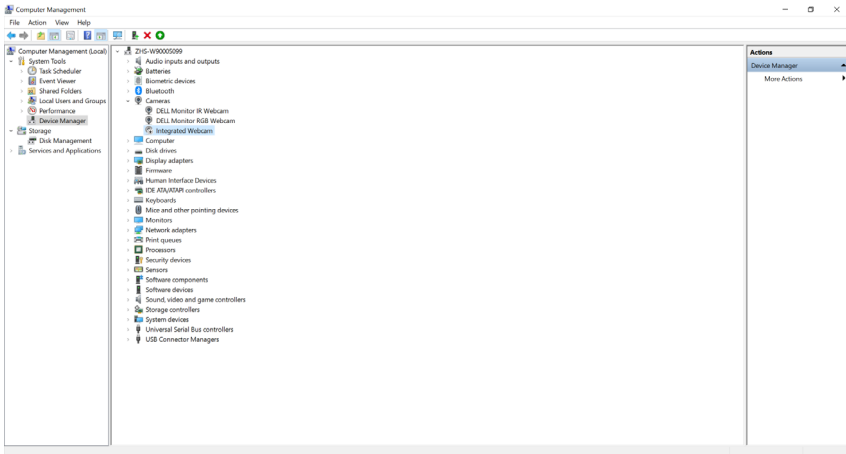 Computer Management
File Action View Help
Computer Management (Local)
System Tools
Task Scheduler
Event Viewer
Shared Folders
Local Users and Groups
Performance
Device Manager
Storage
Disk Management
Services and Applications
ZHS-W90005099
Audio inputs and outputs
Batteries
Biometric devices
Bluetooth
Cameras
DELL Monitor IR Webcam
DELL Monitor RGB Webcam
Integrated Webcam
Computer
Disk drives
Display adapters
Firmware
Human Interface Devices
IDE ATA/ATAPI controllers
Keyboards
Mice and other pointing devices
Monitors
Network adapters
Print queues
Processors
Security devices
Sensors
Software components
Software devices
Sound, video and game controllers
Storage controllers
System devices
Universal Serial Bus controllers
USB Connector Managers
Actions
Device Manager
More Actions